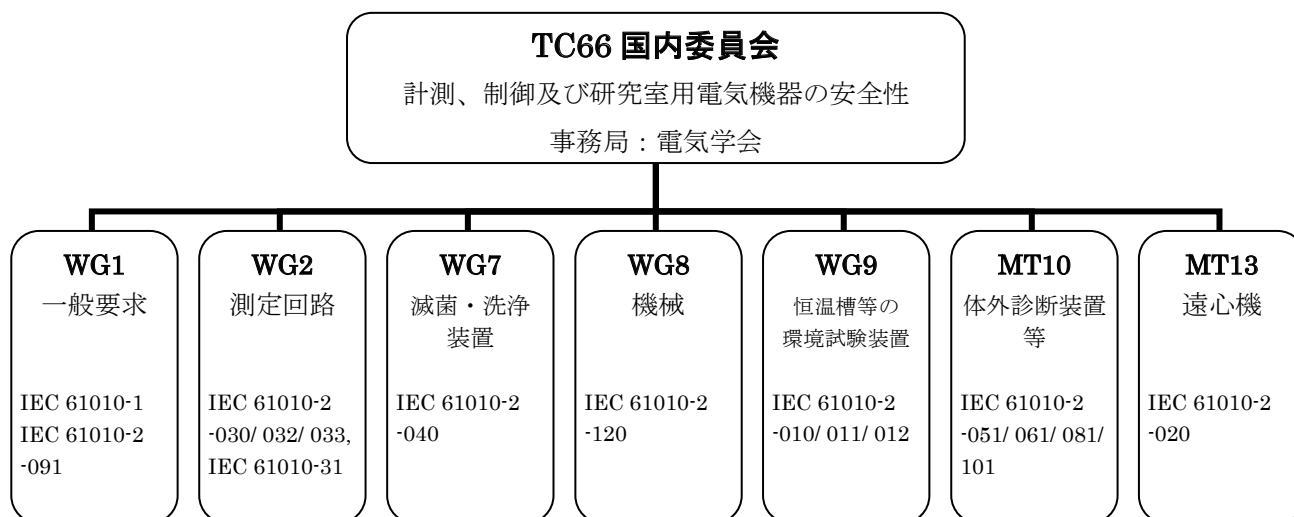 TC66 国内委員会
計測、制御及び研究室用電気機器の安全性
事務局：電気学会
WG1
一般要求
IEC 61010-1
IEC 61010-2
-091
WG2
測定回路
IEC 61010-2
-030/ 032/ 033,
IEC 61010-31
WG7
滅菌・洗浄
装置
IEC 61010-2
-040
WG8
機械
IEC 61010-2
-120
WG9
恒温槽等の
環境試験装置
IEC 61010-2
-010/ 011/ 012
MT10
体外診断装置
等
IEC 61010-2
-051/ 061/ 081/
101
MT13
遠心機
IEC 61010-2
-020